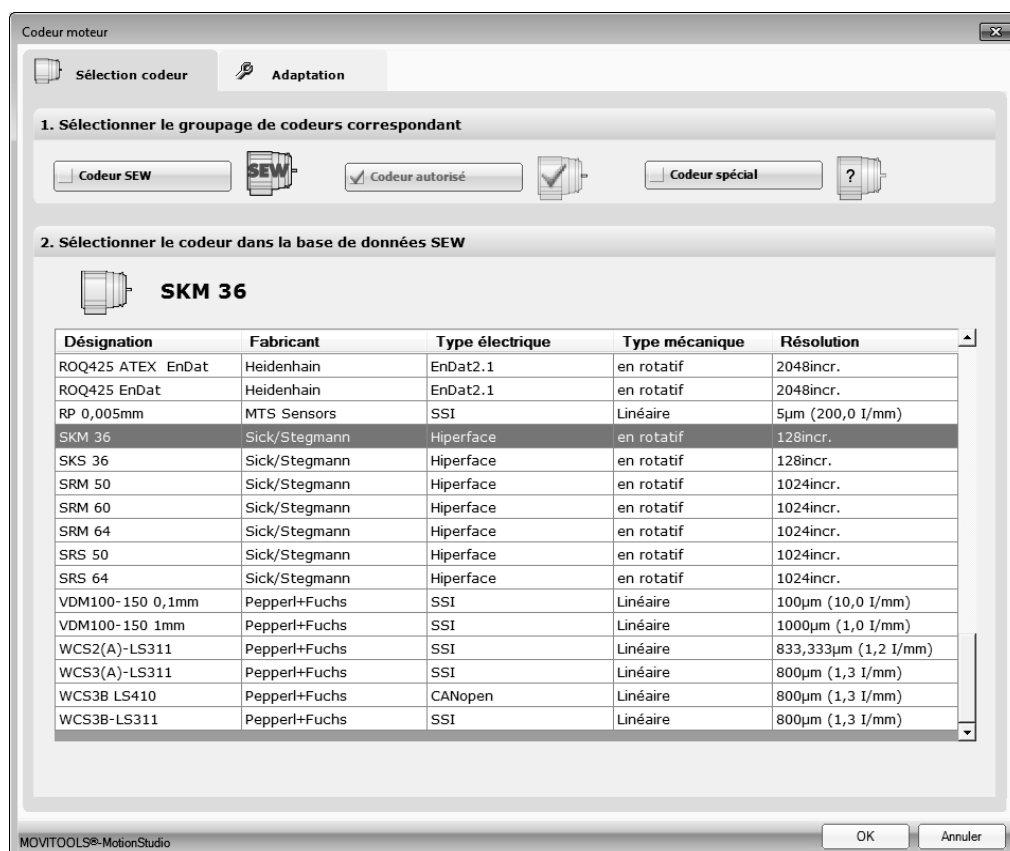 Codeur moteur
Sélection codeur Adaptation
1. Sélectionner le groupage de codeurs correspondant
Codeur SEW SEW Codeur autorisé Codeur spécial ?
2. Sélectionner le codeur dans la base de données SEW
SKM 36
Désignation Fabricant Type électrique Type mécanique Résolution
ROQ425 ATEX EnDat Heidenhain EnDat2.1 en rotatif 2048incr.
ROQ425 EnDat Heidenhain EnDat2.1 en rotatif 2048incr.
RP 0,005mm MTS Sensors SSI Linéaire 5µm (200,0 I/mm)
SKM 36 Sick/Stegmann Hiperface en rotatif 128incr.
SKS 36 Sick/Stegmann Hiperface en rotatif 128incr.
SRM 50 Sick/Stegmann Hiperface en rotatif 1024incr.
SRM 60 Sick/Stegmann Hiperface en rotatif 1024incr.
SRM 64 Sick/Stegmann Hiperface en rotatif 1024incr.
SRS 50 Sick/Stegmann Hiperface en rotatif 1024incr.
SRS 64 Sick/Stegmann Hiperface en rotatif 1024incr.
VDM100-150 0,1mm Pepperl+Fuchs SSI Linéaire 100µm (10,0 I/mm)
VDM100-150 1mm Pepperl+Fuchs SSI Linéaire 1000µm (1,0 I/mm)
WCS2(A)-LS311 Pepperl+Fuchs SSI Linéaire 833,333µm (1,2 I/mm)
WCS3(A)-LS311 Pepperl+Fuchs SSI Linéaire 800µm (1,3 I/mm)
WCS3B LS410 Pepperl+Fuchs CANopen Linéaire 800µm (1,3 I/mm)
WCS3B-LS311 Pepperl+Fuchs SSI Linéaire 800µm (1,3 I/mm)
MOVITOOLS®-MotionStudio OK Annuler